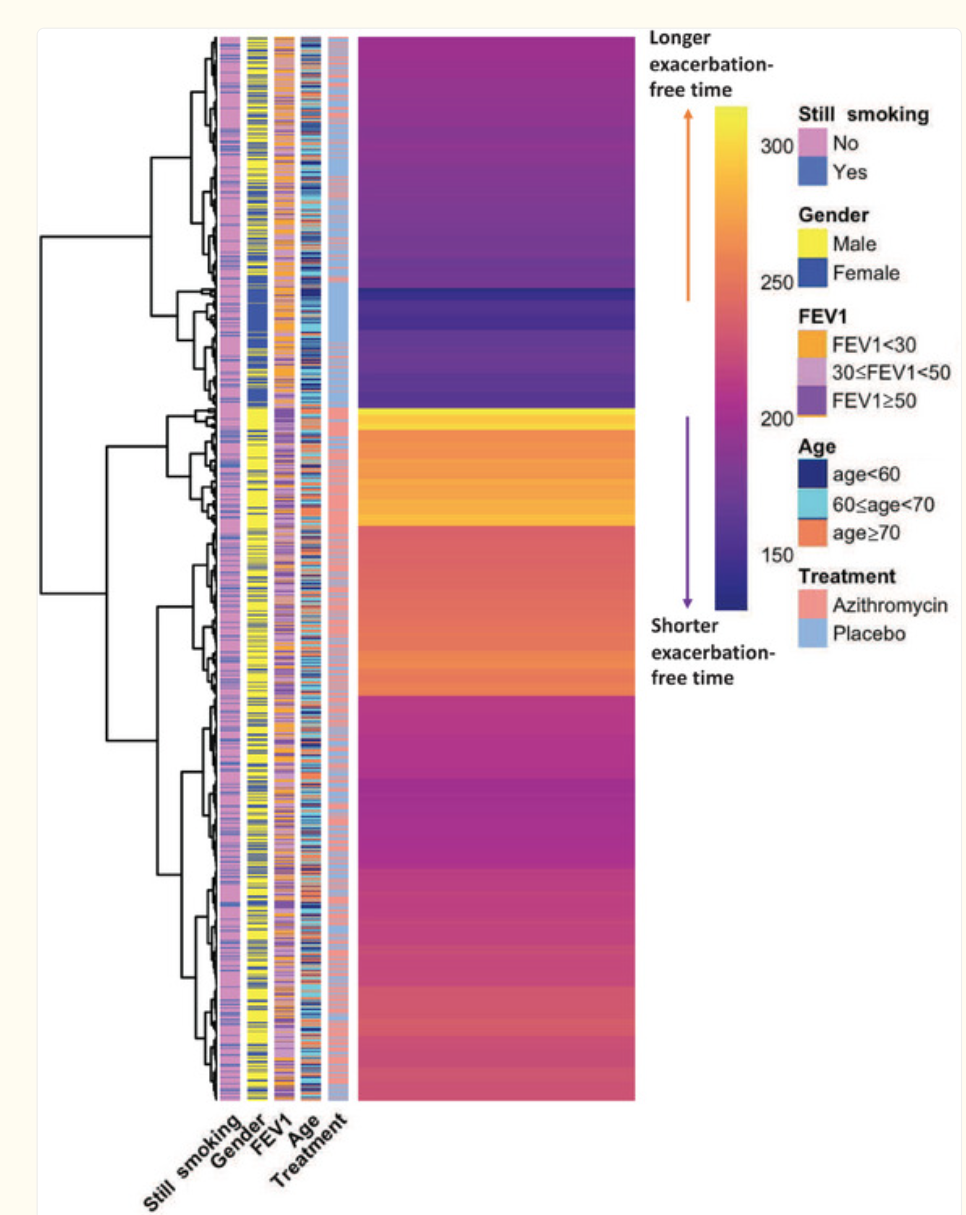 Longer
exacerbation-
free time
300
250
200
150
Shorter
exacerbation-
free time
Still smoking
No
Yes
Gender
Male
Female
FEV1
FEV1<30
30≤FEV1<50
FEV1≥50
Age
age<60
60≤age<70
age≥70
Treatment
Azithromycin
Placebo
Still smoking
Gender
FEV1
Age
Treatment